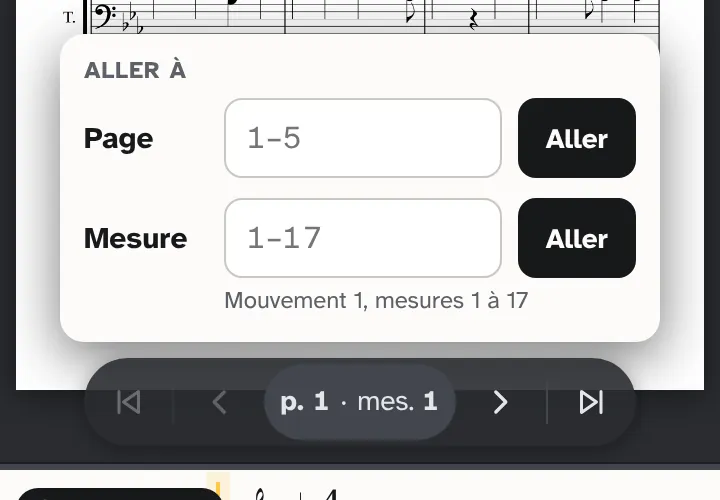 T.
ALLER À
Page 1–5 Aller
Mesure 1–17 Aller
Mouvement 1, mesures 1 à 17
p. 1 · mes. 1